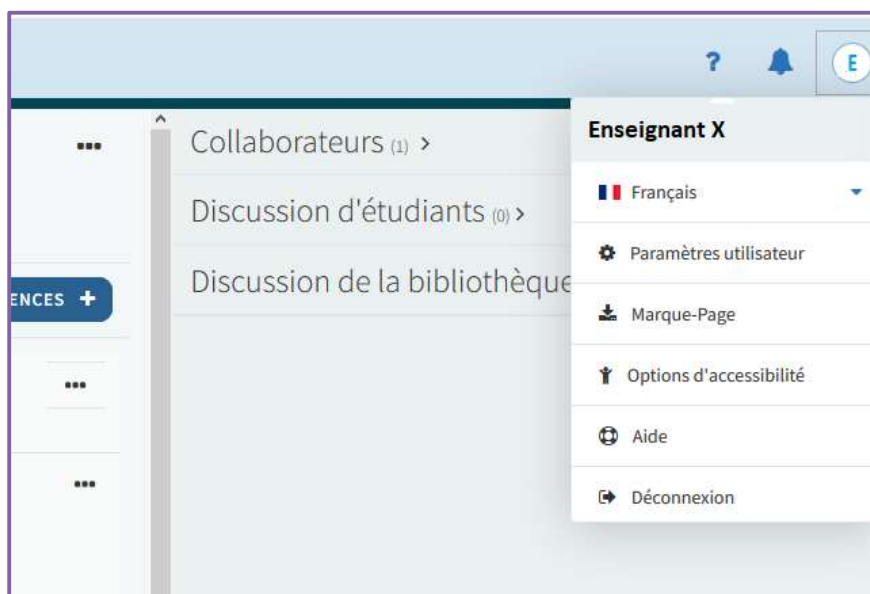 ?
E
Collaborateurs (1) >
Enseignant X
Français
Discussion d'étudiants (0) >
Paramètres utilisateur
Discussion de la bibliothèque
ENCES +
Marque-Page
Options d'accessibilité
Aide
Déconnexion